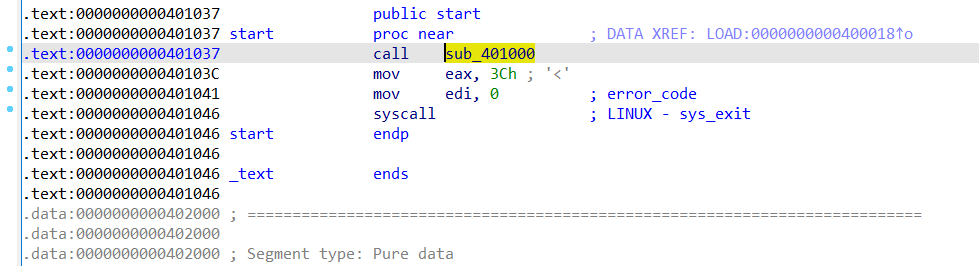 .text:0000000000401037 public start
.text:0000000000401037 start proc near ; DATA XREF: LOAD:0000000000400018↑o
.text:0000000000401037 call sub_401000
.text:000000000040103C mov eax, 3Ch ; '<'
.text:0000000000401041 mov edi, 0 ; error_code
.text:0000000000401046 syscall ; LINUX - sys_exit
.text:0000000000401046 start endp
.text:0000000000401046
.text:0000000000401046 _text ends
.text:0000000000401046
.data:0000000000402000 ; ===========================================================================
.data:0000000000402000
.data:0000000000402000 ; Segment type: Pure data